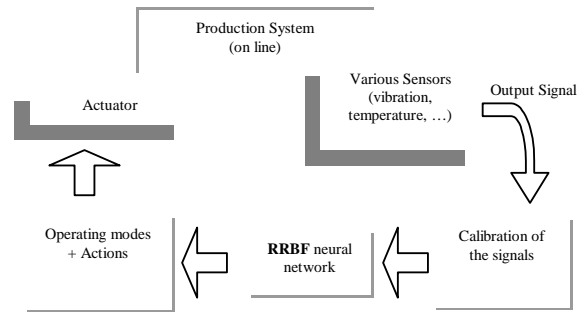 Production System
(on line)
Various Sensors
(vibration,
temperature, …)
Output Signal
Actuator
Operating modes
+ Actions
RRBF neural
network
Calibration of
the signals